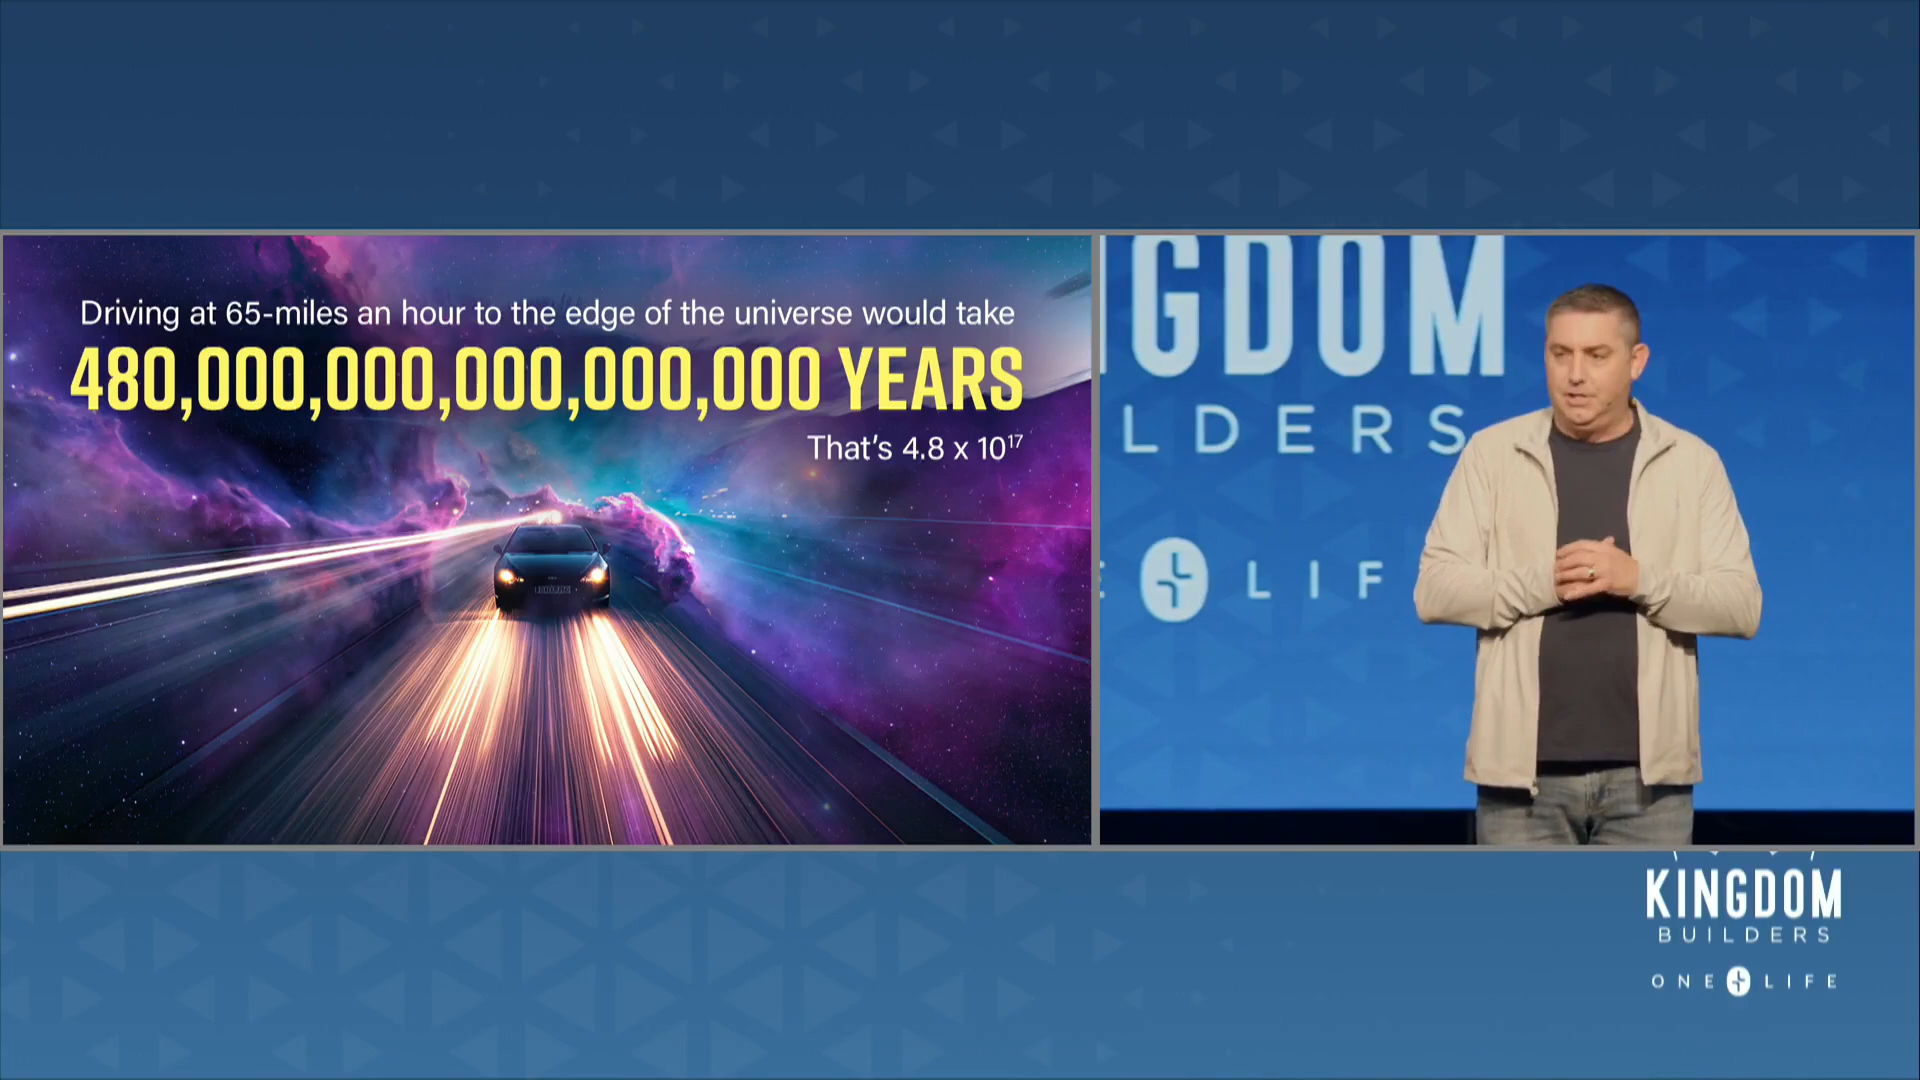 Driving at 65-miles an hour to the edge of the universe would take
480,000,000,000,000,000 YEARS
That's 4.8 x 10¹⁷
NGDOM
LDERS
E LIF
KINGDOM
BUILDERS
ONE LIFE